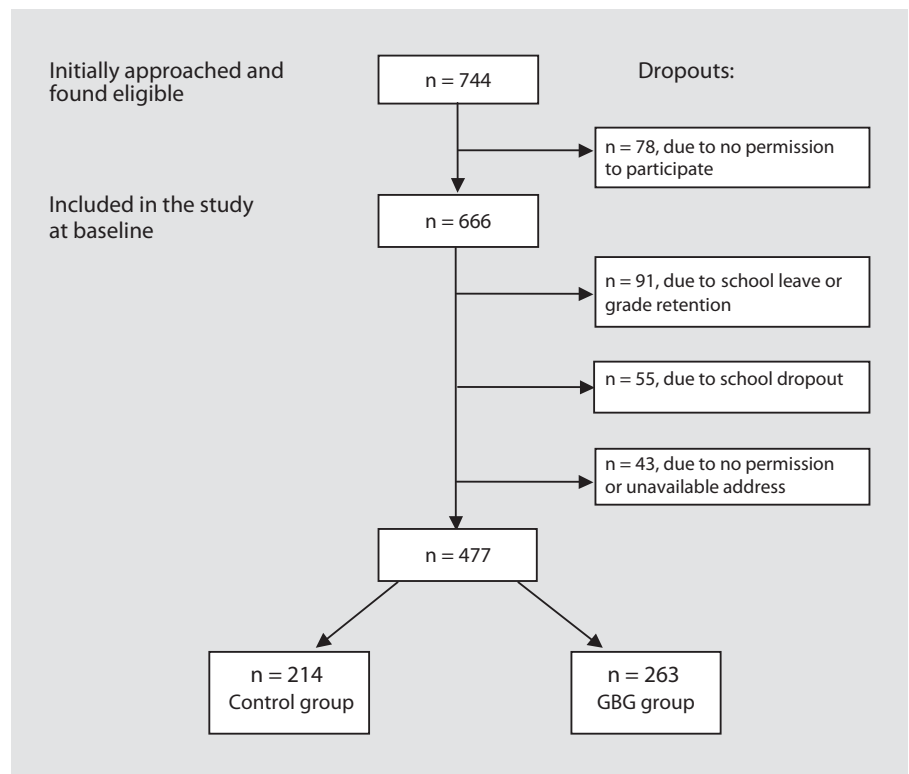 Initially approached and
found eligible
n = 744
Dropouts:
n = 78, due to no permission
to participate
Included in the study
at baseline
n = 666
n = 91, due to school leave or
grade retention
n = 55, due to school dropout
n = 43, due to no permission
or unavailable address
n = 477
n = 214
Control group
n = 263
GBG group